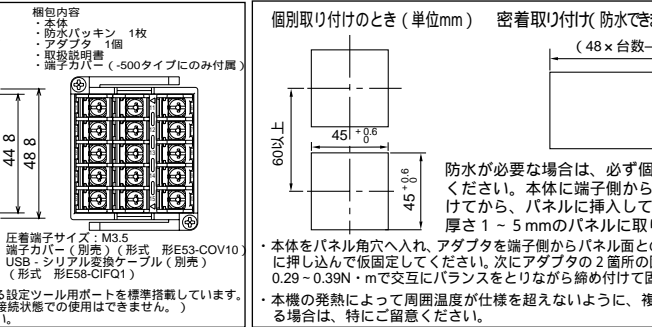 梱包内容
・本体
・防水パッキン　1枚
・アダプタ　1個
・取扱説明書
・端子カバー（-500タイプにのみ付属）
44 8
48 8
圧着端子サイズ：M3.5
端子カバー（別売）（形式　形E53-COV10）
USB - シリアル変換ケーブル（別売）
（形式　形E58-CIFQ1）
る設定ツール用ポートを標準搭載しています。
接続状態での使用はできません。）
い。
個別取り付けのとき（単位mm）
密着取り付け（防水でき
（48×台数–
60以上
45 +0.6 0
45 +0.6 0
防水が必要な場合は、必ず個
ください。本体に端子側から
けてから、パネルに挿入して
厚さ1～5mmのパネルに取り
・本体をパネル角穴へ入れ、アダプタを端子側からパネル面との
に押し込んで仮固定してください。次にアダプタの2箇所の
0.29～0.39N・mで交互にバランスをとりながら締め付けて固
・本機の発熱によって周囲温度が仕様を超えないように、複
る場合は、特にご留意ください。